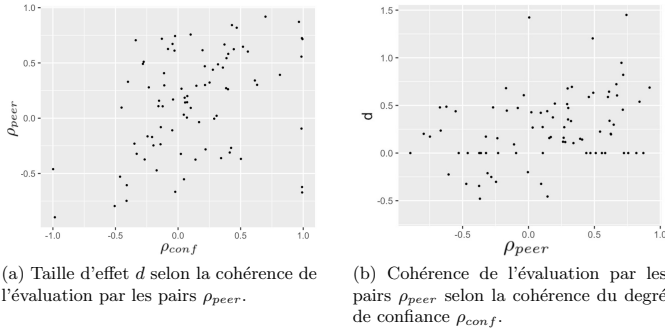 1.0
0.5
0.0
-0.5
ρpeer
-1.0 -0.5 0.0 0.5 1.0
ρconf
(a) Taille d'effet d selon la cohérence de
l'évaluation par les pairs ρpeer.
1.5
1.0
0.5
0.0
-0.5
d
-0.5 0.0 0.5 1.0
ρpeer
(b) Cohérence de l'évaluation par les
pairs ρpeer selon la cohérence du degré
de confiance ρconf.